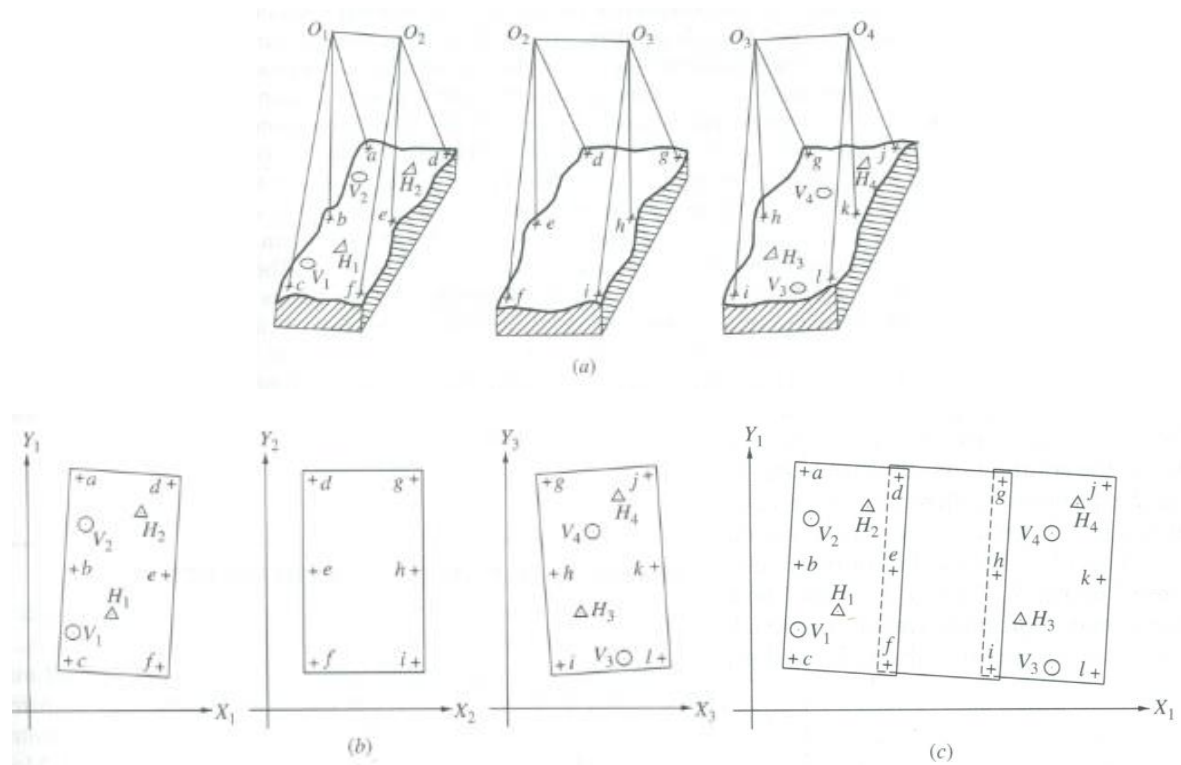 O₁ O₂
a d
V₂ H₂
b e
H₁
V₁
c f
O₂ O₃
d g
e h
f i
O₃ O₄
g j
V₄ H₄
h k
H₃
V₃
i l
(a)
Y₁
a d
V₂ H₂
b e
H₁
V₁
c f
X₁
Y₂
d g
e h
f i
X₂
Y₃
g j
V₄ H₄
h k
H₃
V₃
i l
X₃
(b)
Y₁
a d g j
V₂ H₂ V₄ H₄
b e h k
H₁ H₃
V₁ V₃
c f i l
X₁
(c)